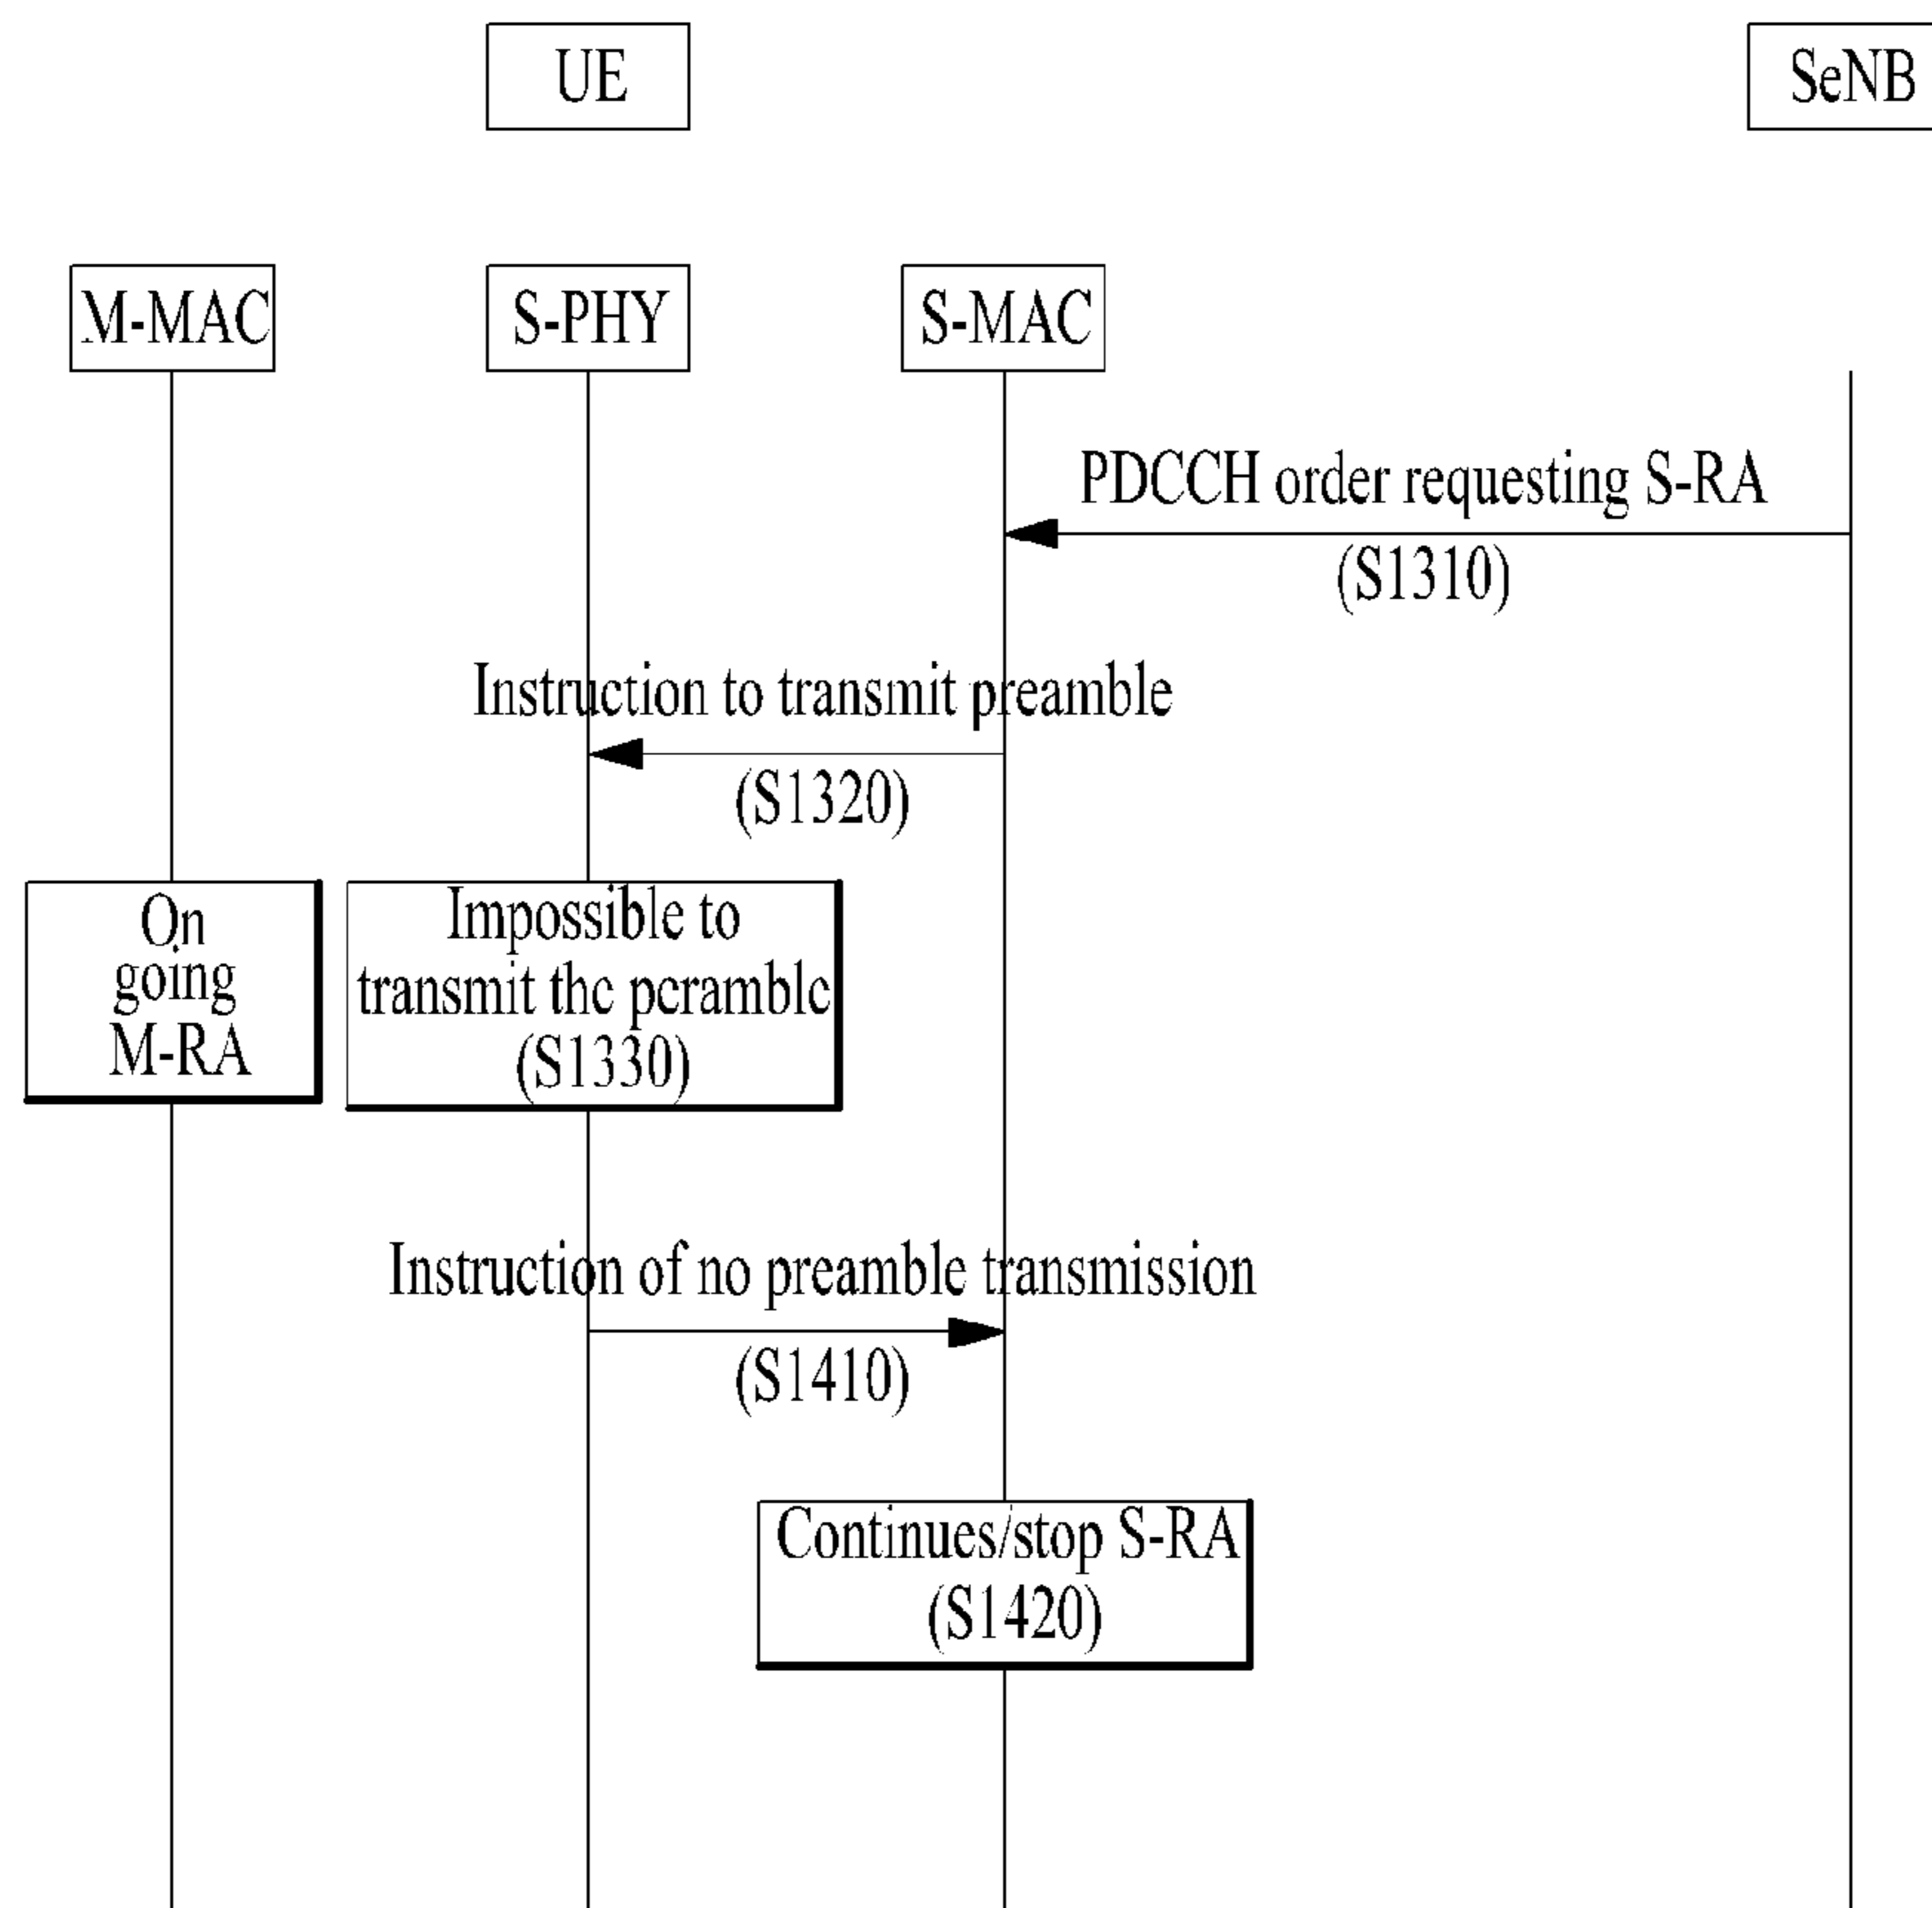 UE
SeNB
M-MAC
S-PHY
S-MAC
PDCCH order requesting S-RA
(S1310)
Instruction to transmit preamble
(S1320)
On
going
M-RA
Impossible to
transmit the peramble
(S1330)
Instruction of no preamble transmission
(S1410)
Continues/stop S-RA
(S1420)